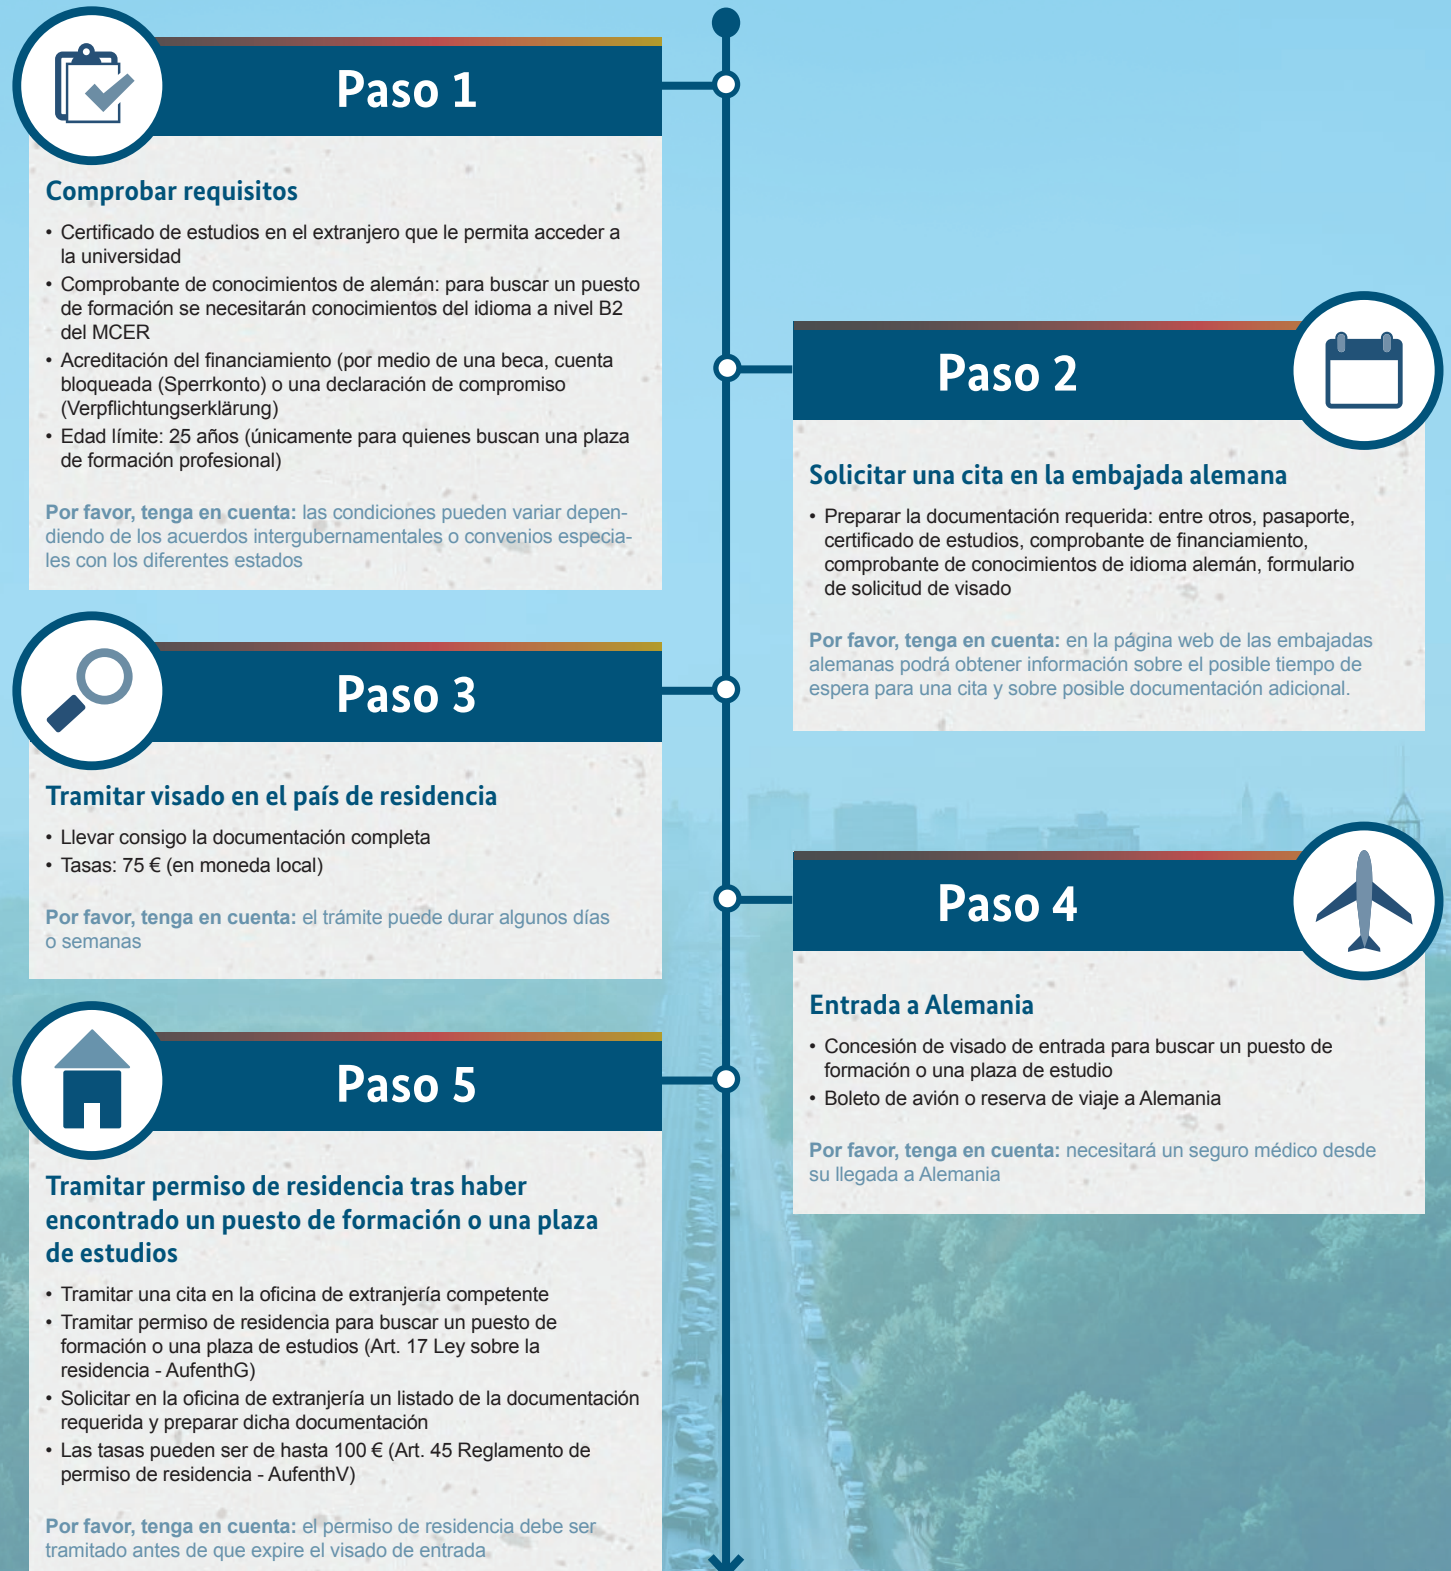 Paso 1
Comprobar requisitos
• Certificado de estudios en el extranjero que le permita acceder a
la universidad
• Comprobante de conocimientos de alemán: para buscar un puesto
de formación se necesitarán conocimientos del idioma a nivel B2
del MCER
• Acreditación del financiamiento (por medio de una beca, cuenta
bloqueada (Sperrkonto) o una declaración de compromiso
(Verpflichtungserklärung)
• Edad límite: 25 años (únicamente para quienes buscan una plaza
de formación profesional)
Por favor, tenga en cuenta: las condiciones pueden variar depen-
diendo de los acuerdos intergubernamentales o convenios especia-
les con los diferentes estados
Paso 2
Solicitar una cita en la embajada alemana
• Preparar la documentación requerida: entre otros, pasaporte,
certificado de estudios, comprobante de financiamiento,
comprobante de conocimientos de idioma alemán, formulario
de solicitud de visado
Por favor, tenga en cuenta: en la página web de las embajadas
alemanas podrá obtener información sobre el posible tiempo de
espera para una cita y sobre posible documentación adicional.
Paso 3
Tramitar visado en el país de residencia
• Llevar consigo la documentación completa
• Tasas: 75 € (en moneda local)
Por favor, tenga en cuenta: el trámite puede durar algunos días
o semanas
Paso 4
Entrada a Alemania
• Concesión de visado de entrada para buscar un puesto de
formación o una plaza de estudio
• Boleto de avión o reserva de viaje a Alemania
Por favor, tenga en cuenta: necesitará un seguro médico desde
su llegada a Alemania
Paso 5
Tramitar permiso de residencia tras haber
encontrado un puesto de formación o una plaza
de estudios
• Tramitar una cita en la oficina de extranjería competente
• Tramitar permiso de residencia para buscar un puesto de
formación o una plaza de estudios (Art. 17 Ley sobre la
residencia - AufenthG)
• Solicitar en la oficina de extranjería un listado de la documentación
requerida y preparar dicha documentación
• Las tasas pueden ser de hasta 100 € (Art. 45 Reglamento de
permiso de residencia - AufenthV)
Por favor, tenga en cuenta: el permiso de residencia debe ser
tramitado antes de que expire el visado de entrada